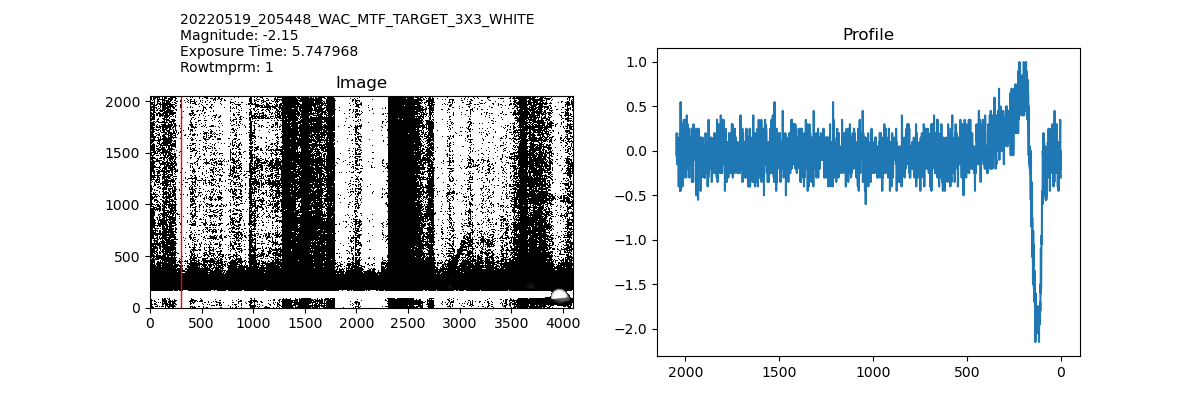 20220519_205448_WAC_MTF_TARGET_3X3_WHITE
Magnitude: -2.15
Exposure Time: 5.747968
Rowtmprm: 1
Image
2000
1500
1000
500
0
0 500 1000 1500 2000 2500 3000 3500 4000
Profile
1.0
0.5
0.0
−0.5
−1.0
−1.5
−2.0
2000 1500 1000 500 0